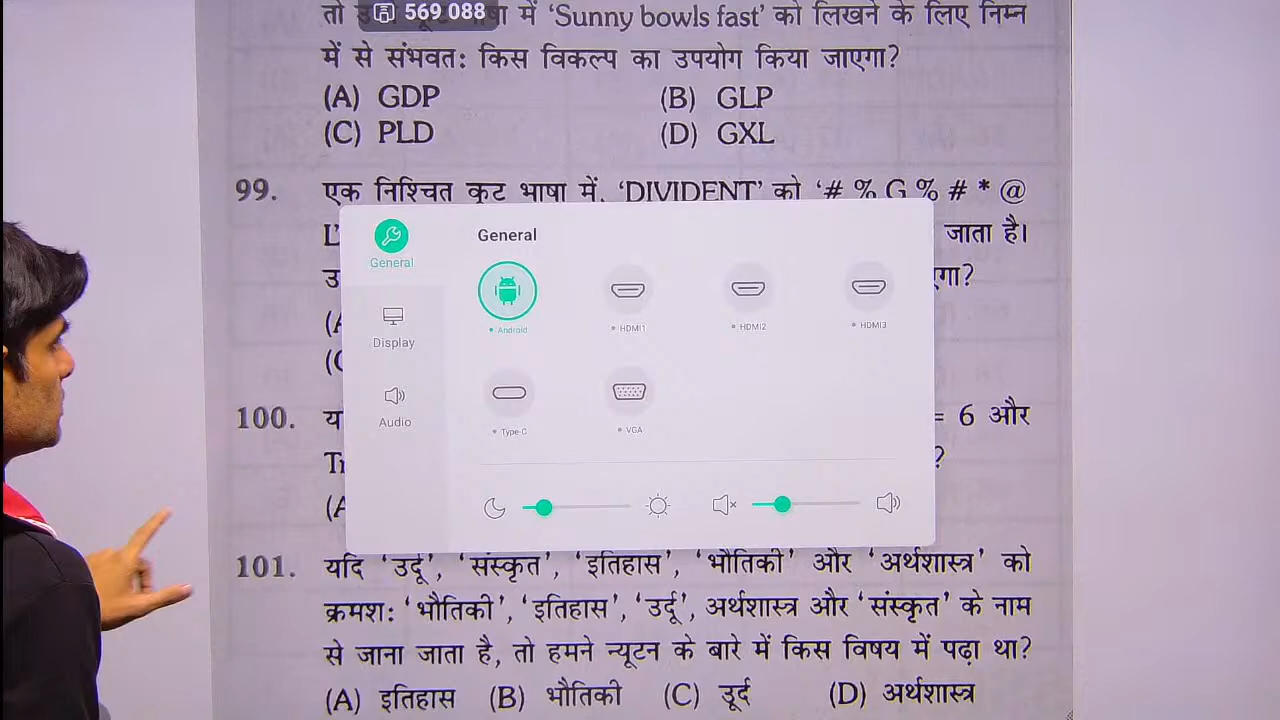 तो में ‘Sunny bowls fast’ को लिखने के लिए निम्न
569 088
में से संभवत: किस विकल्प का उपयोग किया जाएगा?
(A) GDP (B) GLP
(C) PLD (D) GXL
99. एक निश्चित कूट भाषा में, ‘DIVIDENT’ को ‘# % G % # * @
L’ जाता है।
General
General
Android HDMI1 HDMI2 HDMI3
Display
Audio
Type-C VGA
100. = 6 और
101. यदि ‘उर्दू’, ‘संस्कृत’, ‘इतिहास’, ‘भौतिकी’ और ‘अर्थशास्त्र’ को
क्रमश: ‘भौतिकी’, ‘इतिहास’, ‘उर्दू’, अर्थशास्त्र और ‘संस्कृत’ के नाम
से जाना जाता है, तो हमने न्यूटन के बारे में किस विषय में पढ़ा था?
(A) इतिहास (B) भौतिकी (C) उूर्द (D) अर्थशास्त्र